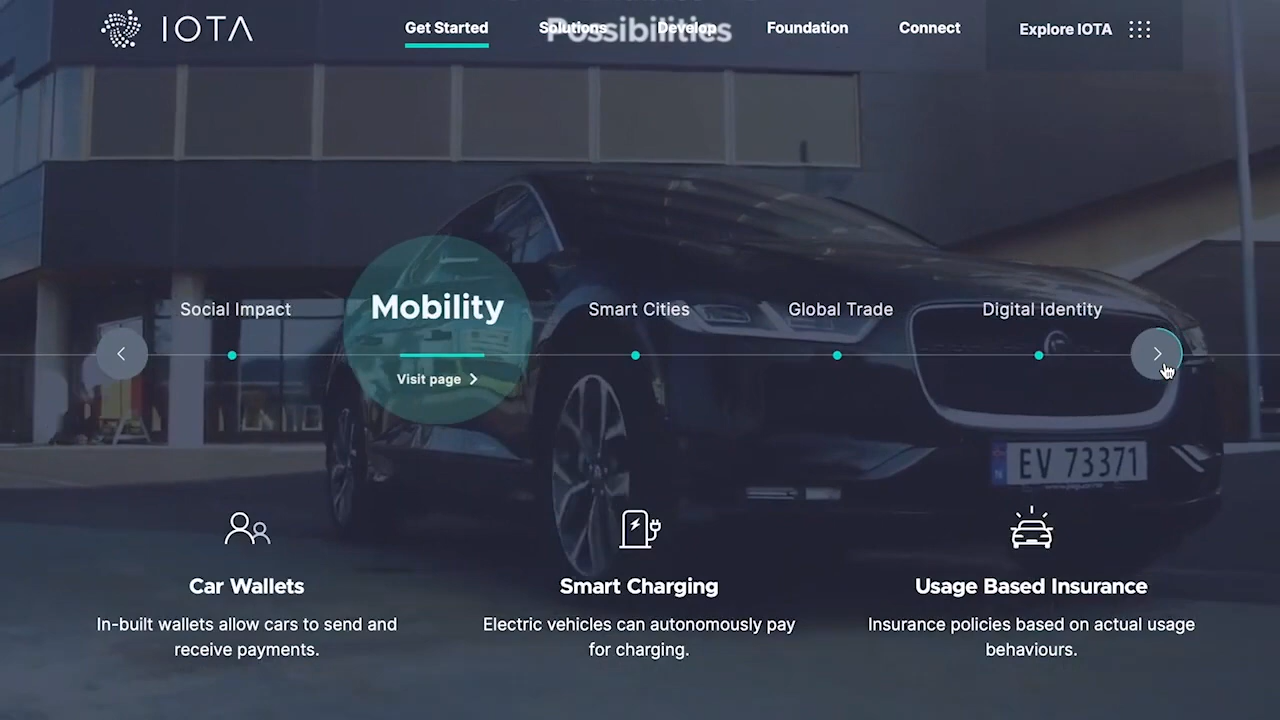 IOTA
Get Started
Solutions
Develop
Foundation
Connect
Explore IOTA
Possibilities
Social Impact
Mobility
Smart Cities
Global Trade
Digital Identity
Visit page
EV 73371
Car Wallets
Smart Charging
Usage Based Insurance
In-built wallets allow cars to send and
receive payments.
Electric vehicles can autonomously pay
for charging.
Insurance policies based on actual usage
behaviours.